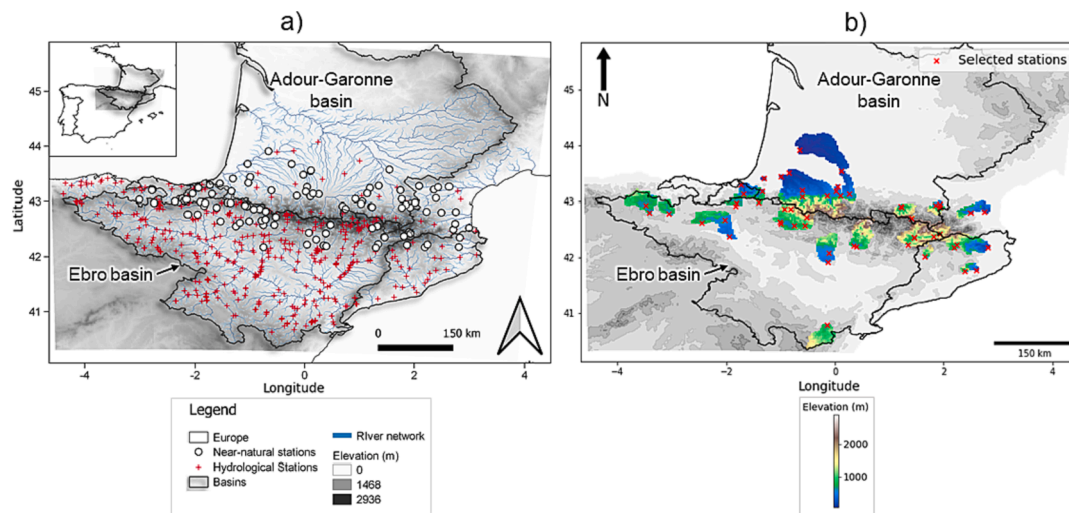 a)
b)
Adour-Garonne
basin
Ebro basin
45
44
43
42
41
Latitude
-4
-2
0
2
4
Longitude
0
150 km
Legend
Europe
Near-natural stations
Hydrological Stations
Basins
RIver network
Elevation (m)
0
1468
2936
N
Selected stations
Adour-Garonne
basin
Ebro basin
45
44
43
42
41
−4
−2
0
2
4
Longitude
150 km
Elevation (m)
2000
1000